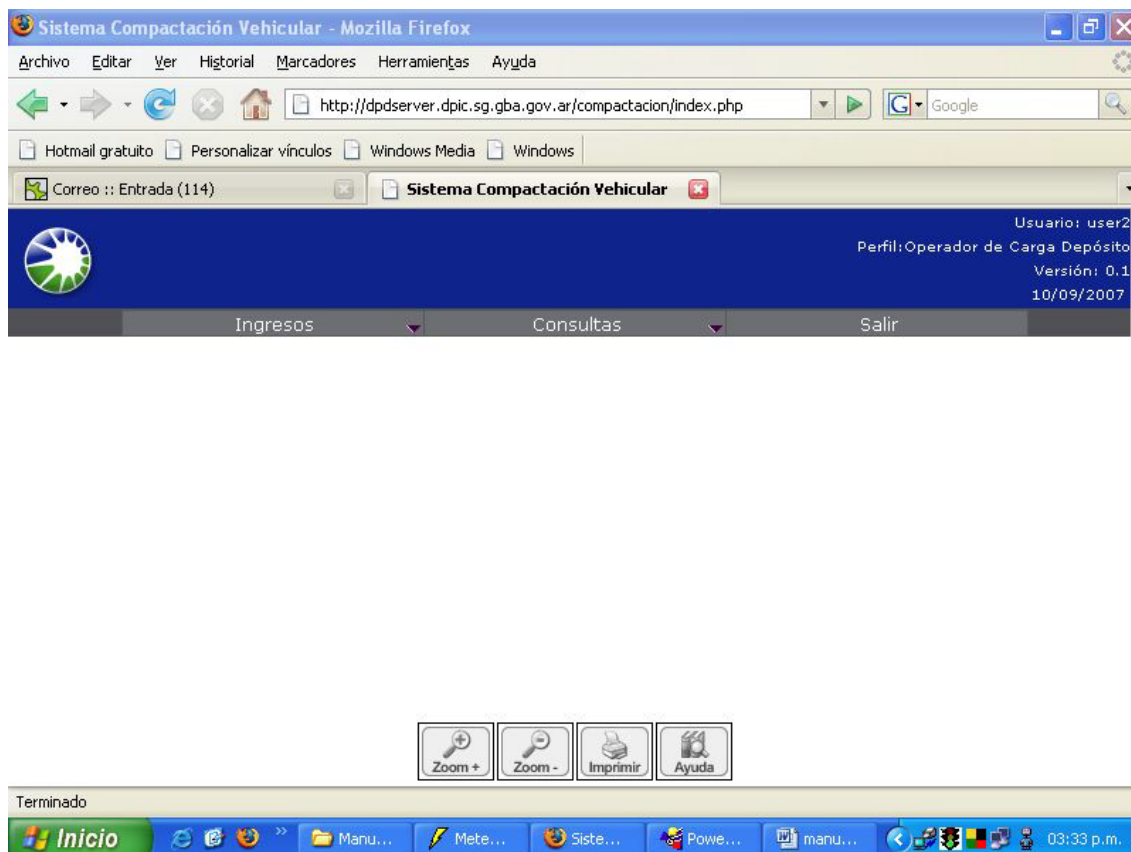 Sistema Compactación Vehicular - Mozilla Firefox
Archivo Editar Ver Historial Marcadores Herramientas Ayuda
http://dpdserver.dpic.sg.gba.gov.ar/compactacion/index.php G Google
Hotmail gratuito Personalizar vínculos Windows Media Windows
Correo :: Entrada (114) Sistema Compactación Vehicular
Usuario: user2
Perfil:Operador de Carga Depósito
Versión: 0.1
10/09/2007
Ingresos Consultas Salir
Zoom + Zoom - Imprimir Ayuda
Terminado
Inicio » Manu... Mete... Siste... Powe... manu... 03:33 p.m.